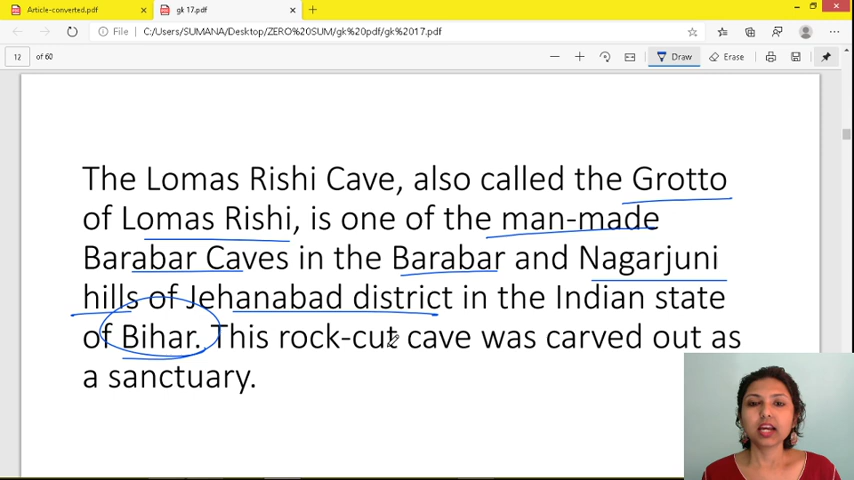 Article-converted.pdf
gk 17.pdf
File
C:/Users/SUMANA/Desktop/ZERO%20SUM/gk%20pdf/gk%2017.pdf
12 of 60
Draw
Erase
The Lomas Rishi Cave, also called the Grotto
of Lomas Rishi, is one of the man-made
Barabar Caves in the Barabar and Nagarjuni
hills of Jehanabad district in the Indian state
of Bihar. This rock-cut cave was carved out as
a sanctuary.